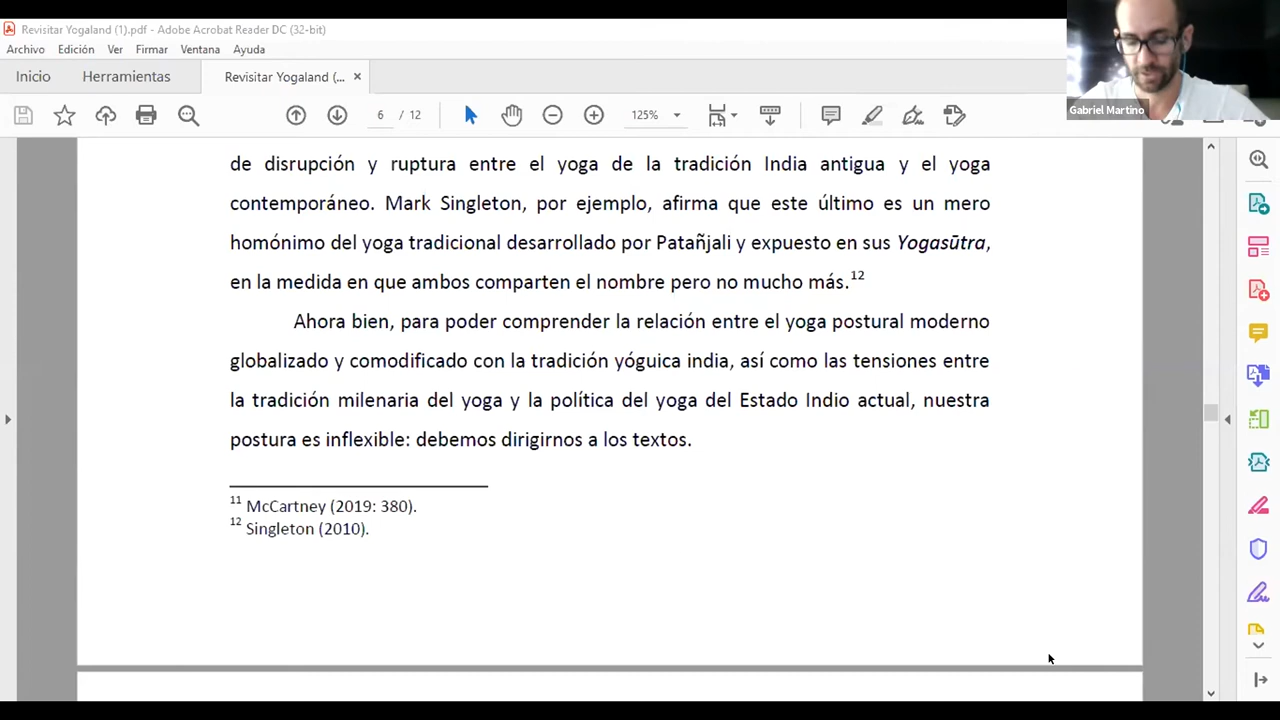 Revisitar Yogaland (1).pdf - Adobe Acrobat Reader DC (32-bit)
Archivo Edición Ver Firmar Ventana Ayuda
Inicio Herramientas Revisitar Yogaland (... ×
6 / 12 125%
Gabriel Martino
de disrupción y ruptura entre el yoga de la tradición India antigua y el yoga
contemporáneo. Mark Singleton, por ejemplo, afirma que este último es un mero
homónimo del yoga tradicional desarrollado por Patañjali y expuesto en sus Yogasūtra,
en la medida en que ambos comparten el nombre pero no mucho más.12
Ahora bien, para poder comprender la relación entre el yoga postural moderno
globalizado y comodificado con la tradición yóguica india, así como las tensiones entre
la tradición milenaria del yoga y la política del yoga del Estado Indio actual, nuestra
postura es inflexible: debemos dirigirnos a los textos.
11 McCartney (2019: 380).
12 Singleton (2010).